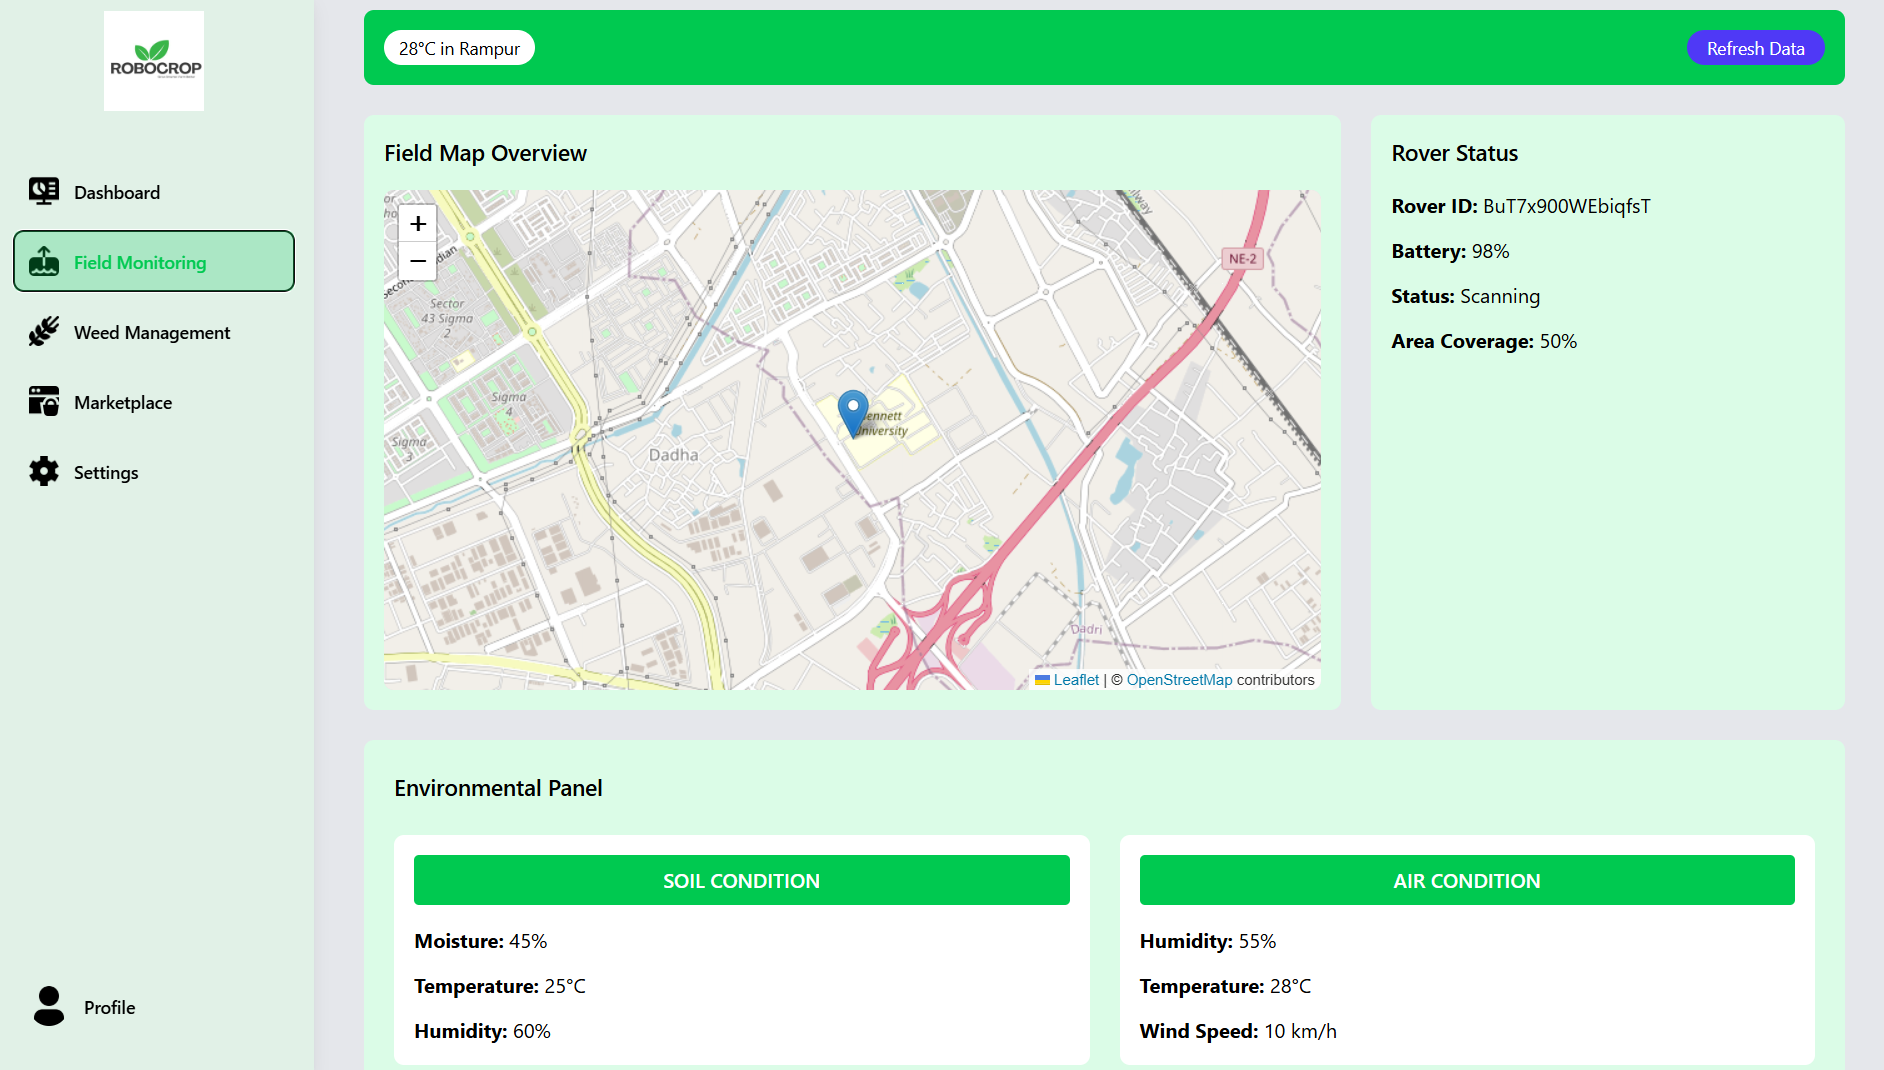 ROBOCROP
Dashboard
Field Monitoring
Weed Management
Marketplace
Settings
Profile
28°C in Rampur
Refresh Data
Field Map Overview
+
−
NE-2
Sector
43 Sigma
2
Sigma
4
Sigma
3
Dadha
ennett
University
Dadri
Leaflet | © OpenStreetMap contributors
Rover Status
Rover ID: BuT7x900WEbiqfsT
Battery: 98%
Status: Scanning
Area Coverage: 50%
Environmental Panel
SOIL CONDITION
Moisture: 45%
Temperature: 25°C
Humidity: 60%
AIR CONDITION
Humidity: 55%
Temperature: 28°C
Wind Speed: 10 km/h